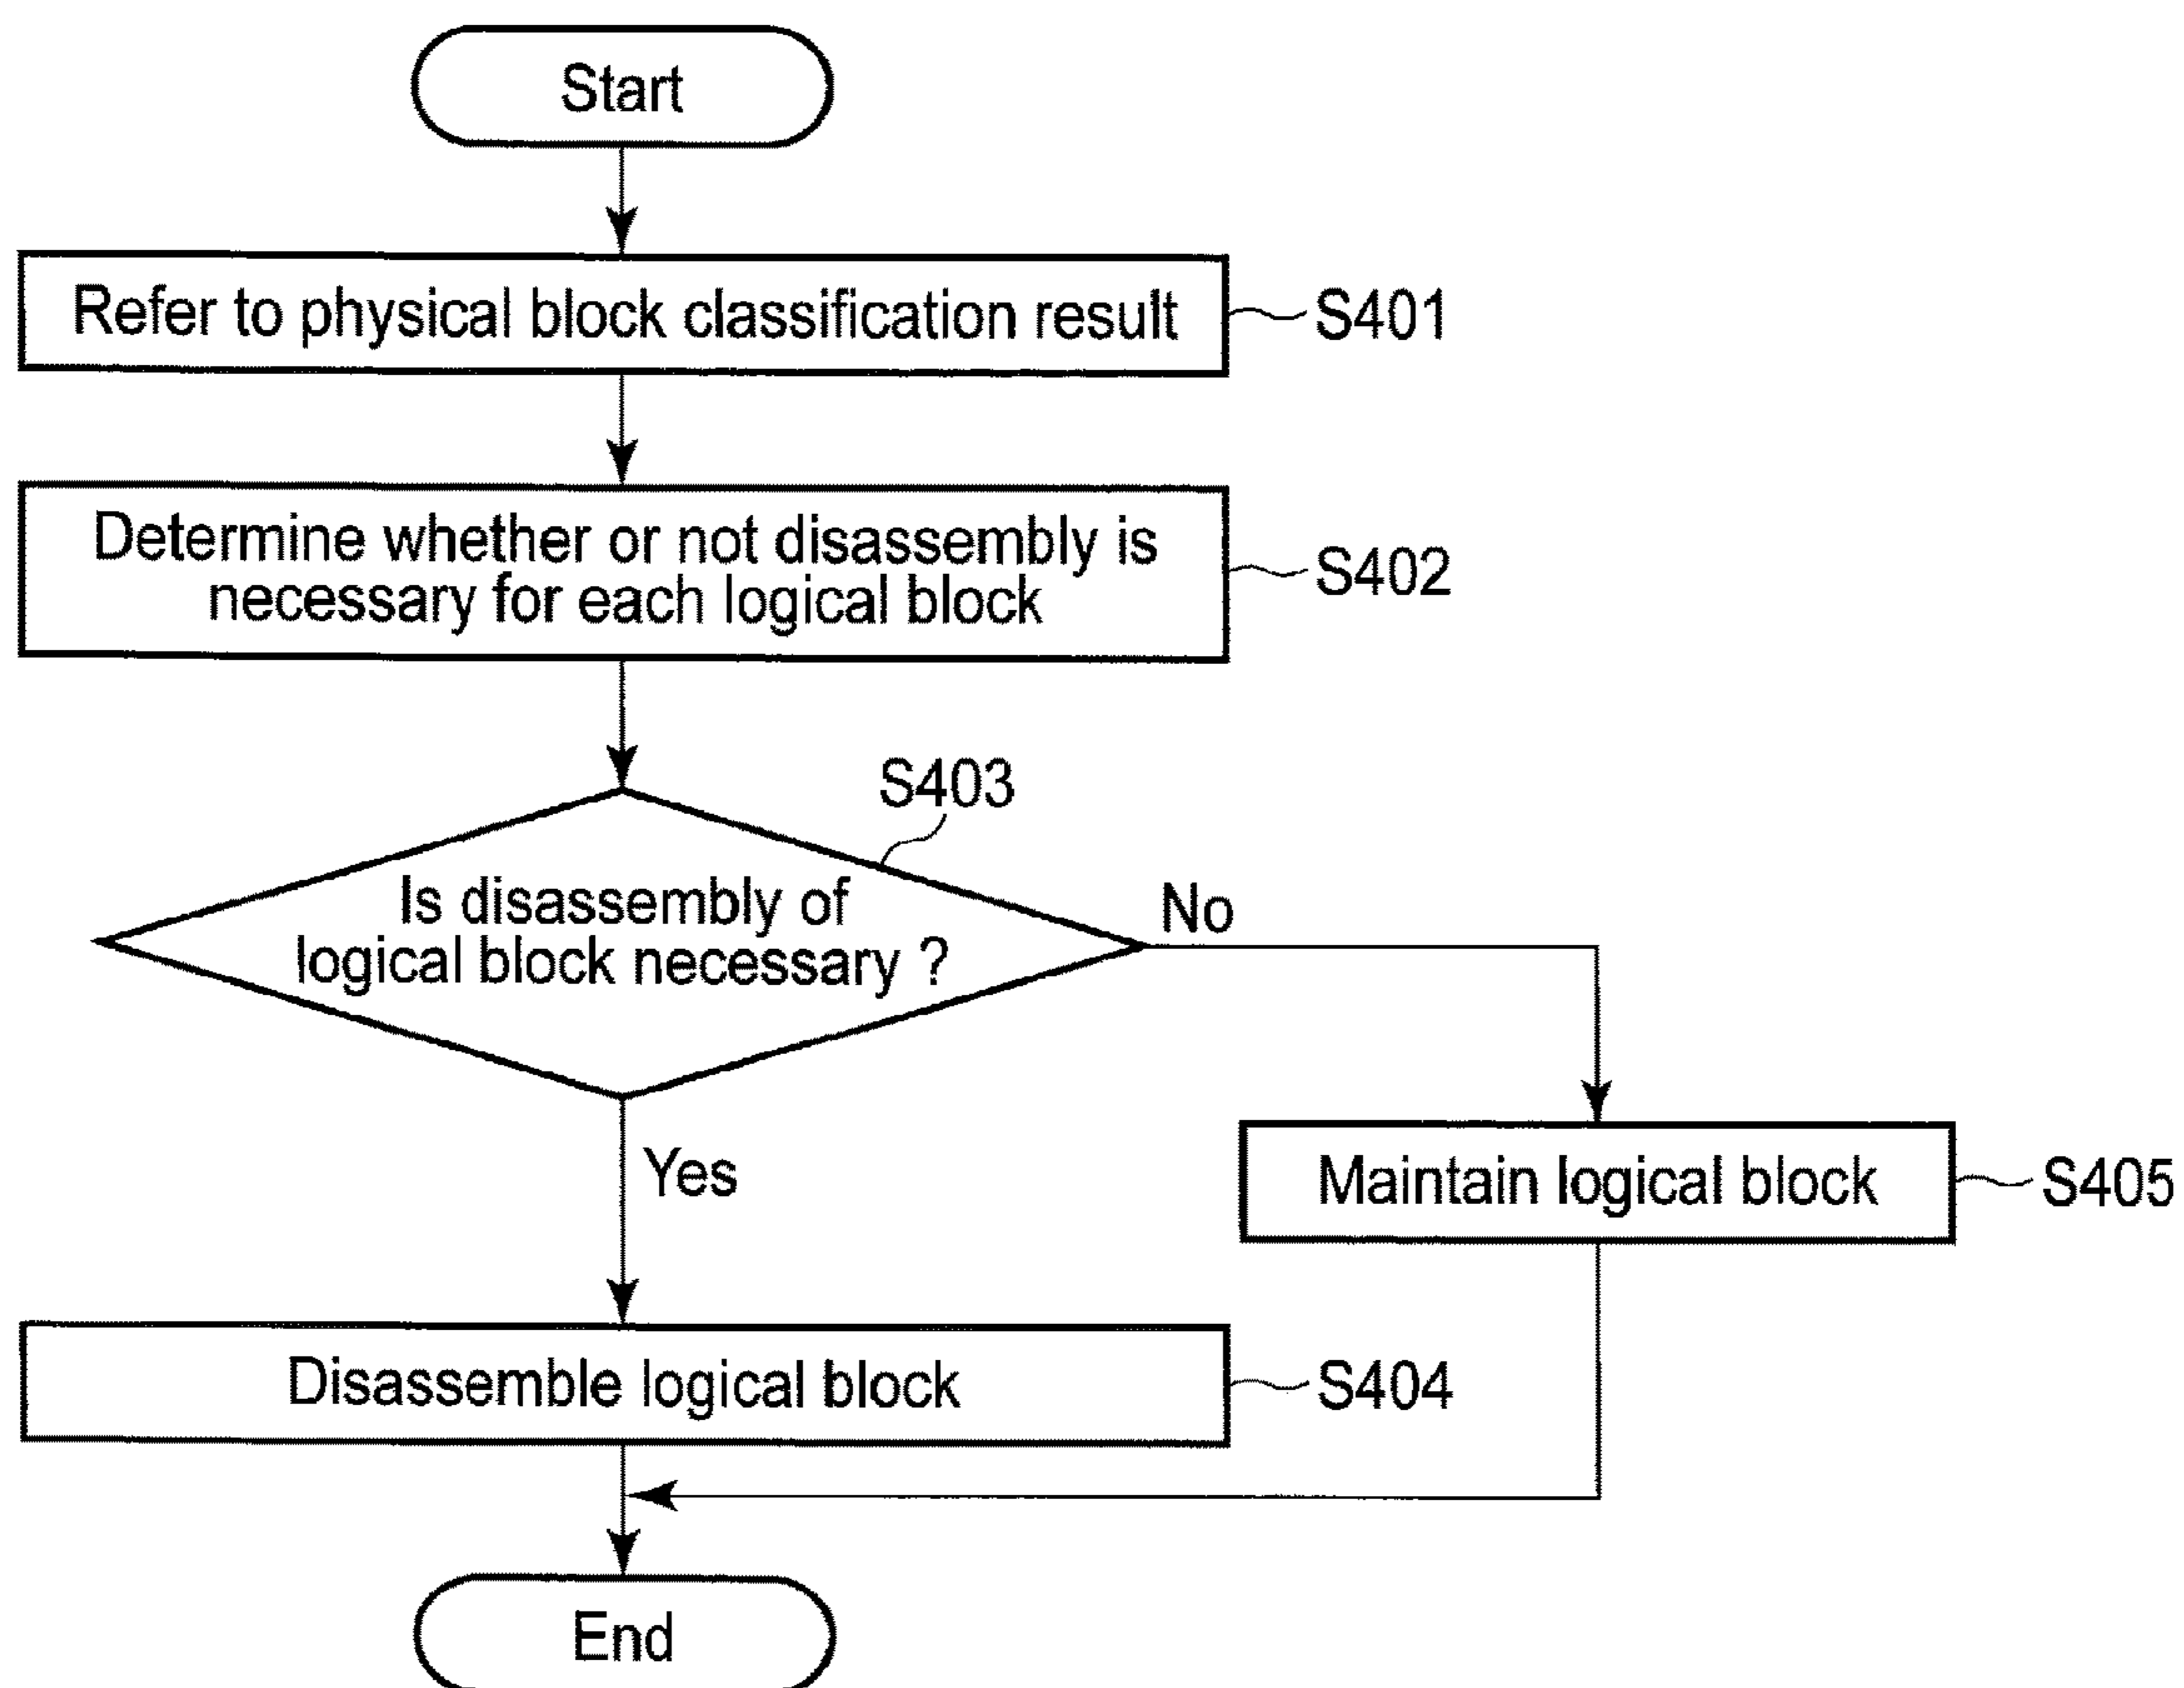 Start
Refer to physical block classification result
S401
Determine whether or not disassembly is
necessary for each logical block
S402
S403
Is disassembly of
logical block necessary ?
No
Yes
Maintain logical block
S405
Disassemble logical block
S404
End